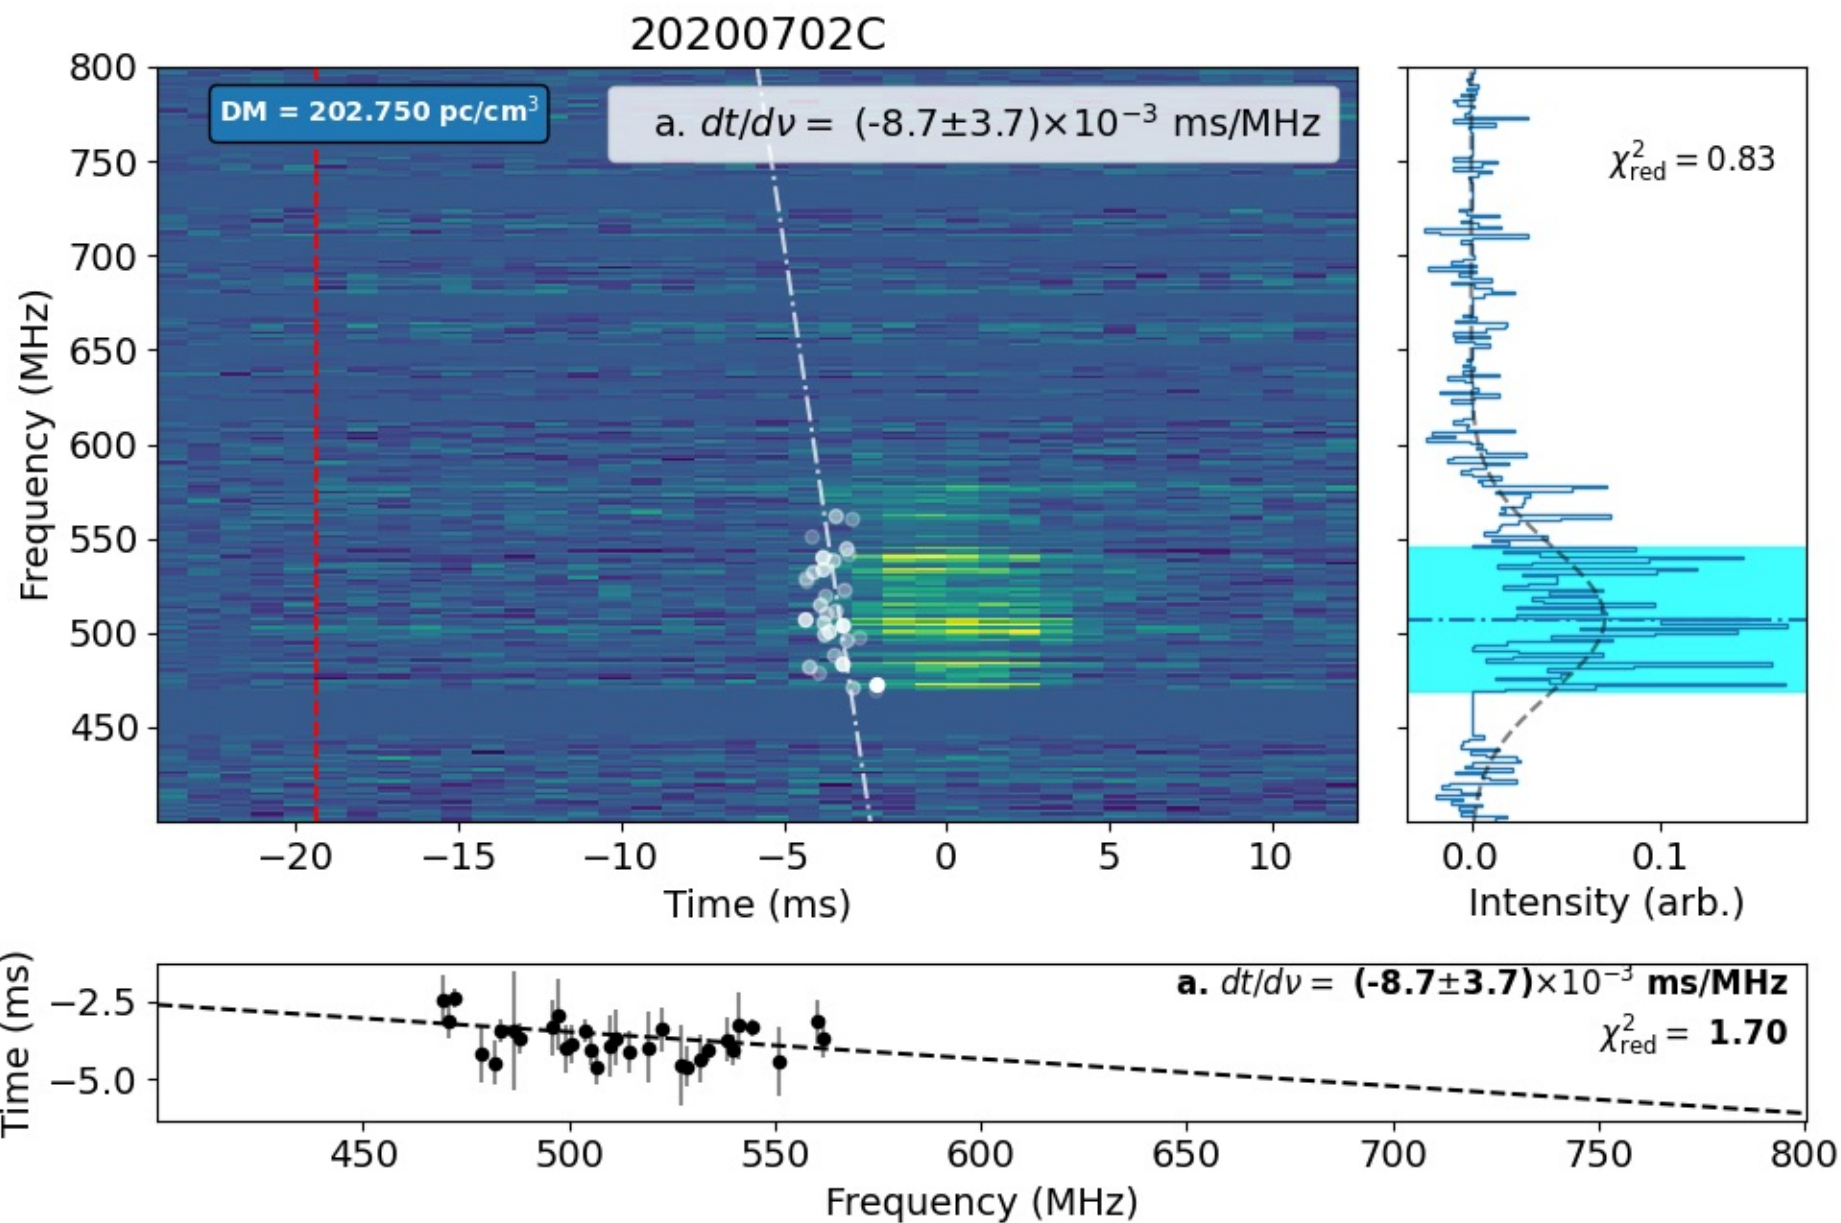 20200702C
DM = 202.750 pc/cm³
a. dt/dν = (-8.7±3.7)×10⁻³ ms/MHz
χ²red = 0.83
800
750
700
650
600
550
500
450
Frequency (MHz)
−20 −15 −10 −5 0 5 10
Time (ms)
0.0 0.1
Intensity (arb.)
a. dt/dν = (-8.7±3.7)×10⁻³ ms/MHz
χ²red = 1.70
−2.5
−5.0
Time (ms)
450 500 550 600 650 700 750 800
Frequency (MHz)